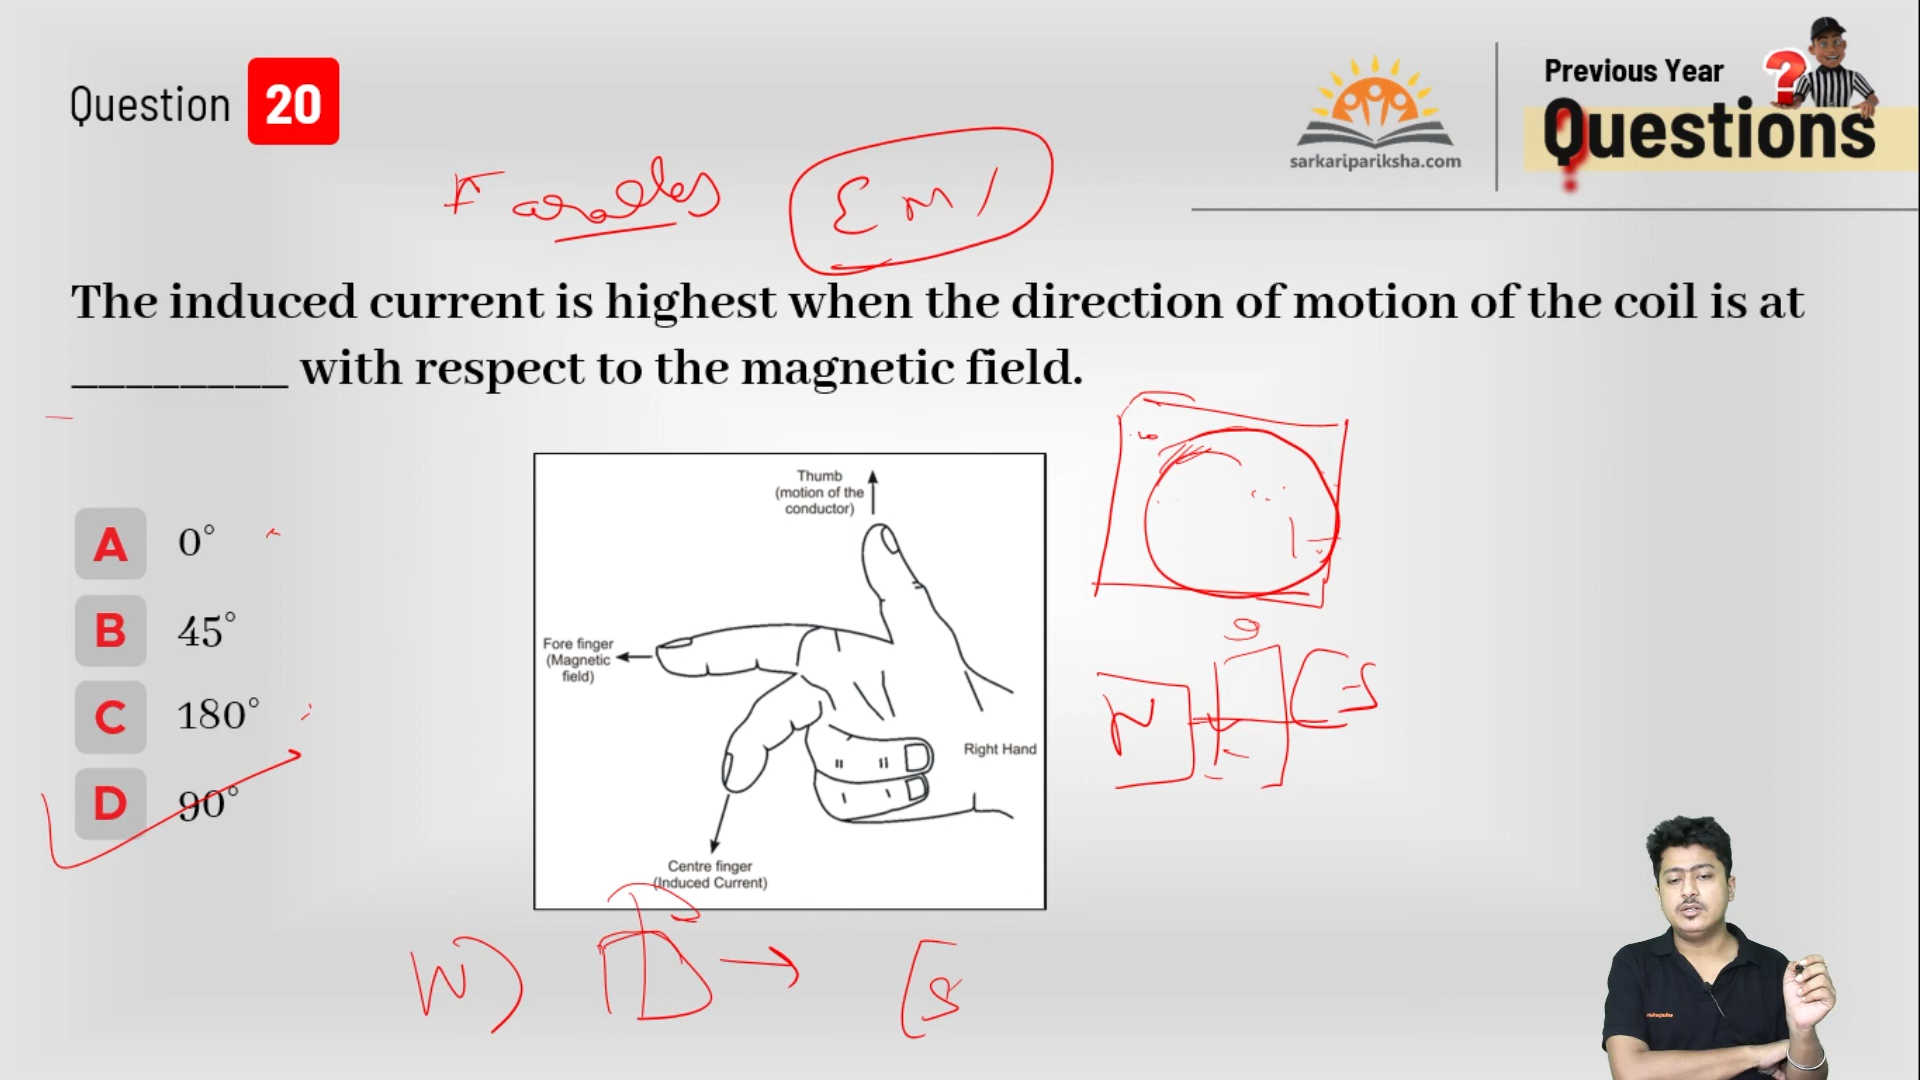 Question 20
sarkaripariksha.com
Previous Year
Questions
EMI
The induced current is highest when the direction of motion of the coil is at
________ with respect to the magnetic field.
A 0°
B 45°
C 180°
D 90°
Thumb
(motion of the
conductor)
Fore finger
(Magnetic
field)
Right Hand
Centre finger
(Induced Current)
N
S
N
S